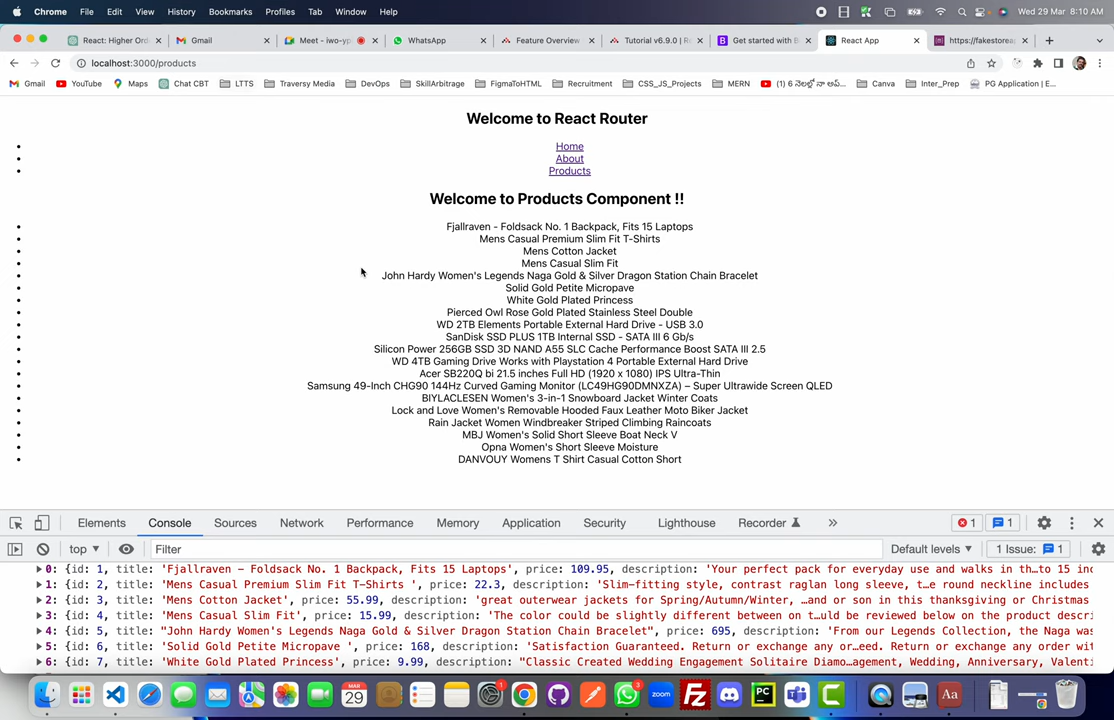 Chrome File Edit View History Bookmarks Profiles Tab Window Help Wed 29 Mar 8:10 AM
React: Higher Ord Gmail Meet - iwo-yp WhatsApp Feature Overview Tutorial v6.9.0 | Re Get started with B React App https://fakestorea
localhost:3000/products
Gmail YouTube Maps Chat CBT LTTS Traversy Media DevOps SkillArbitrage FigmaToHTML Recruitment CSS_JS_Projects MERN (1) 6 నెలల్లో నా అప్... Canva Inter_Prep PG Application | E...
Welcome to React Router
Home
About
Products
Welcome to Products Component !!
Fjallraven - Foldsack No. 1 Backpack, Fits 15 Laptops
Mens Casual Premium Slim Fit T-Shirts
Mens Cotton Jacket
Mens Casual Slim Fit
John Hardy Women's Legends Naga Gold & Silver Dragon Station Chain Bracelet
Solid Gold Petite Micropave
White Gold Plated Princess
Pierced Owl Rose Gold Plated Stainless Steel Double
WD 2TB Elements Portable External Hard Drive - USB 3.0
SanDisk SSD PLUS 1TB Internal SSD - SATA III 6 Gb/s
Silicon Power 256GB SSD 3D NAND A55 SLC Cache Performance Boost SATA III 2.5
WD 4TB Gaming Drive Works with Playstation 4 Portable External Hard Drive
Acer SB220Q bi 21.5 inches Full HD (1920 x 1080) IPS Ultra-Thin
Samsung 49-Inch CHG90 144Hz Curved Gaming Monitor (LC49HG90DMNXZA) – Super Ultrawide Screen QLED
BIYLACLESEN Women's 3-in-1 Snowboard Jacket Winter Coats
Lock and Love Women's Removable Hooded Faux Leather Moto Biker Jacket
Rain Jacket Women Windbreaker Striped Climbing Raincoats
MBJ Women's Solid Short Sleeve Boat Neck V
Opna Women's Short Sleeve Moisture
DANVOUY Womens T Shirt Casual Cotton Short
Elements Console Sources Network Performance Memory Application Security Lighthouse Recorder 1 1
top Filter Default levels 1 Issue: 1
0: {id: 1, title: 'Fjallraven – Foldsack No. 1 Backpack, Fits 15 Laptops', price: 109.95, description: 'Your perfect pack for everyday use and walks in th…to 15 inc
1: {id: 2, title: 'Mens Casual Premium Slim Fit T-Shirts ', price: 22.3, description: 'Slim-fitting style, contrast raglan long sleeve, t…e round neckline includes
2: {id: 3, title: 'Mens Cotton Jacket', price: 55.99, description: 'great outerwear jackets for Spring/Autumn/Winter, …and or son in this thanksgiving or Christmas
3: {id: 4, title: 'Mens Casual Slim Fit', price: 15.99, description: 'The color could be slightly different between on t…uld be reviewed below on the product descri
4: {id: 5, title: "John Hardy Women's Legends Naga Gold & Silver Dragon Station Chain Bracelet", price: 695, description: 'From our Legends Collection, the Naga was
5: {id: 6, title: 'Solid Gold Petite Micropave ', price: 168, description: 'Satisfaction Guaranteed. Return or exchange any or…ed. Return or exchange any order wit
6: {id: 7, title: 'White Gold Plated Princess', price: 9.99, description: "Classic Created Wedding Engagement Solitaire Diamo…agement, Wedding, Anniversary, Valenti
MAR
29
zoom Fz PC Aa